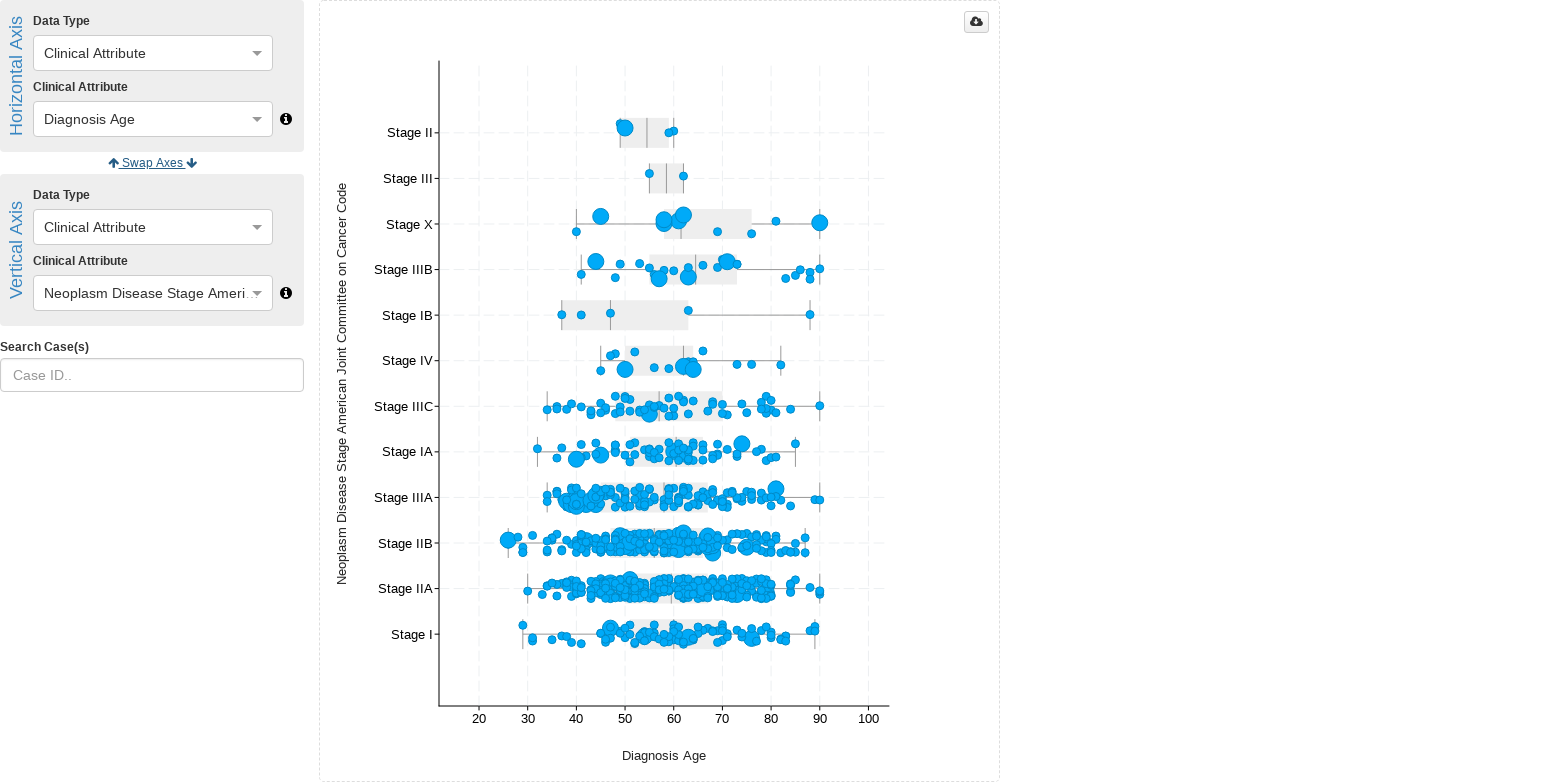 Horizontal Axis
Data Type
Clinical Attribute
Clinical Attribute
Diagnosis Age
Swap Axes
Vertical Axis
Data Type
Clinical Attribute
Clinical Attribute
Neoplasm Disease Stage Ameri...
Search Case(s)
Case ID..
Neoplasm Disease Stage American Joint Committee on Cancer Code
Stage II
Stage III
Stage X
Stage IIIB
Stage IB
Stage IV
Stage IIIC
Stage IA
Stage IIIA
Stage IIB
Stage IIA
Stage I
20 30 40 50 60 70 80 90 100
Diagnosis Age